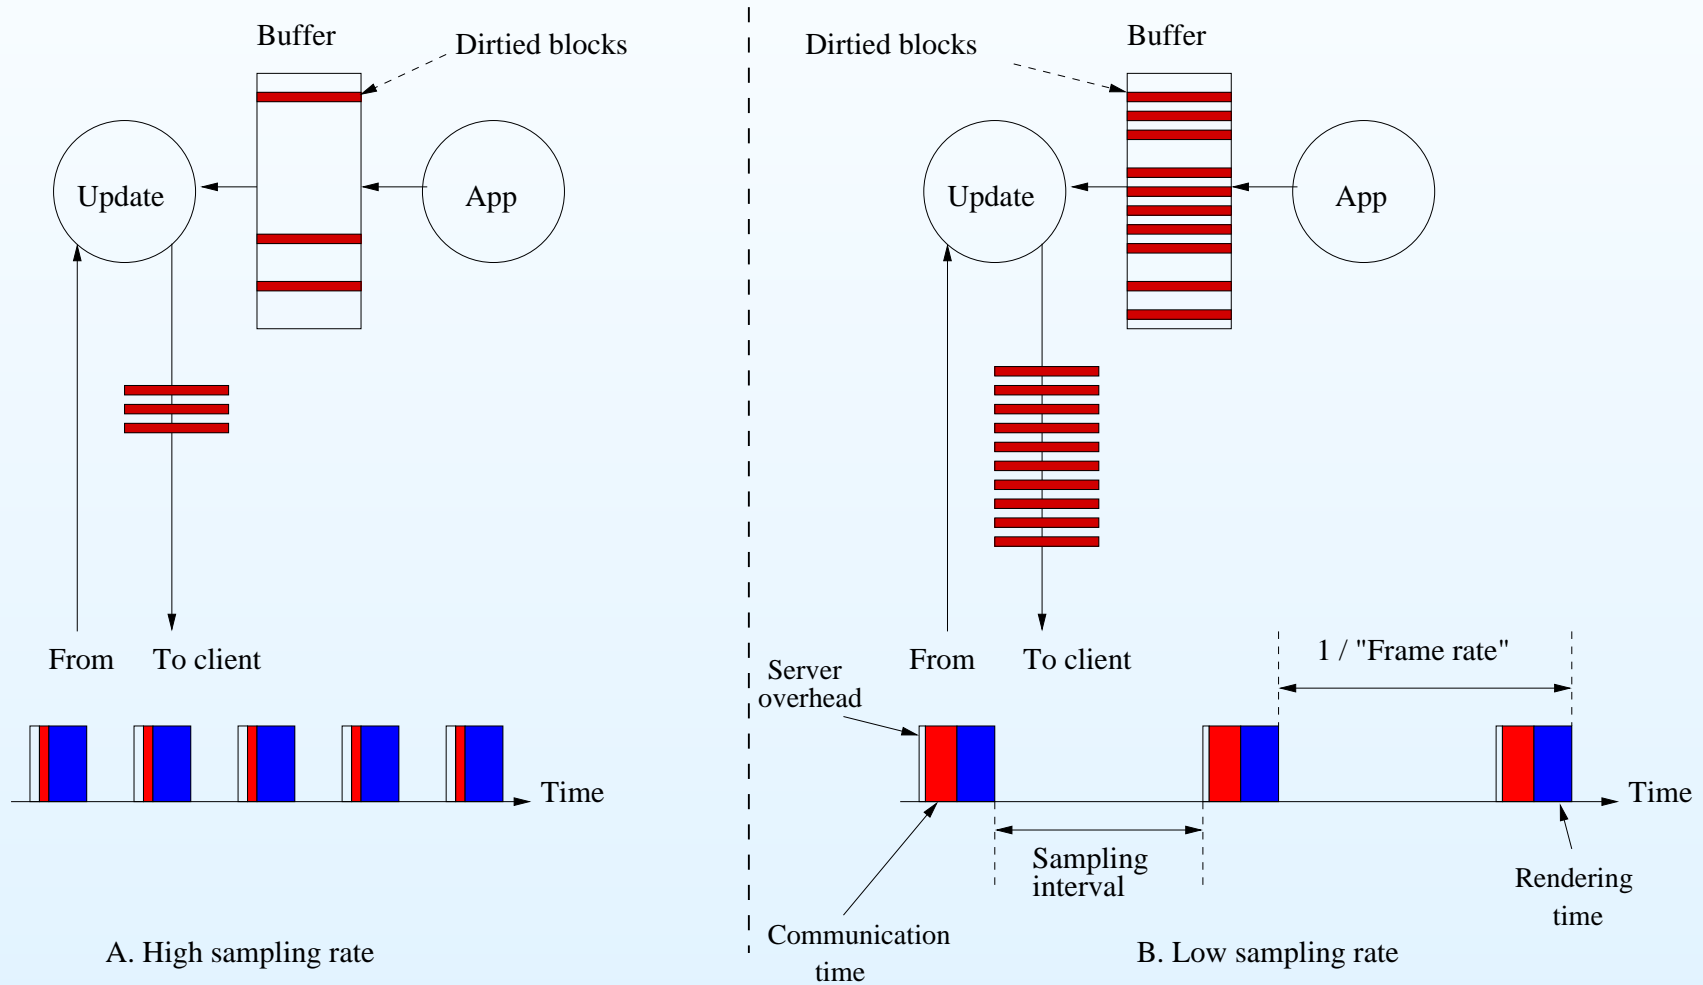 Buffer
Dirtied blocks
Update
App
From
To client
Time
A. High sampling rate
Dirtied blocks
Buffer
Update
App
From
To client
1 / "Frame rate"
Server
overhead
Time
Sampling
interval
Rendering
time
Communication
time
B. Low sampling rate